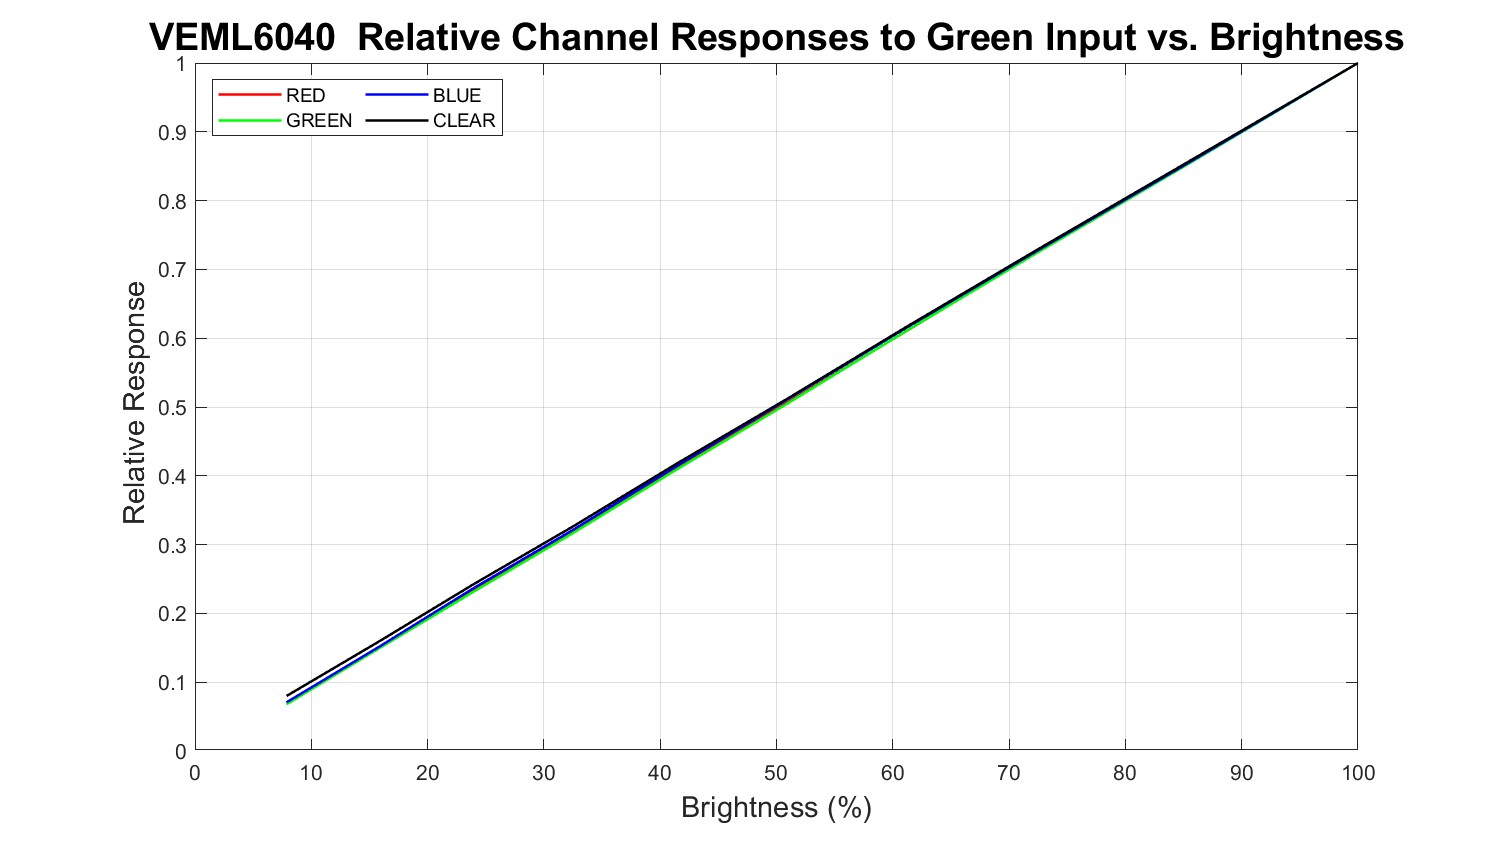 VEML6040  Relative Channel Responses to Green Input vs. Brightness
RED
BLUE
GREEN
CLEAR
1
0.9
0.8
0.7
0.6
0.5
0.4
0.3
0.2
0.1
0
Relative Response
0 10 20 30 40 50 60 70 80 90 100
Brightness (%)